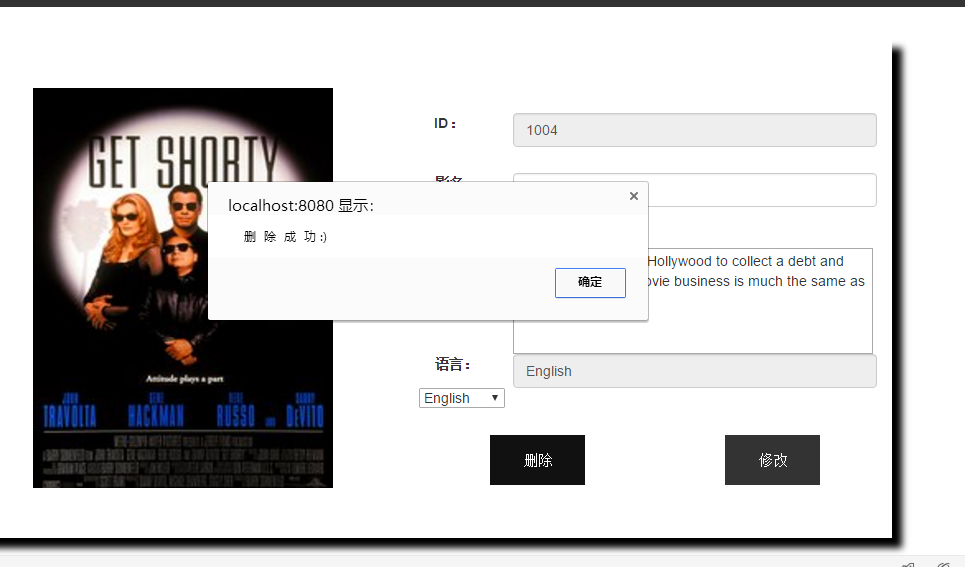 ID：
1004
GET SHORTY
影名
localhost:8080 显示：
×
删 除 成 功 :)
确定
Hollywood to collect a debt and
ovie business is much the same as
Attitude plays a part
语言：
English
English
JOHN GENE RENE DANNY
TRAVOLTA HACKMAN RUSSO AND DEVITO
删除
修改